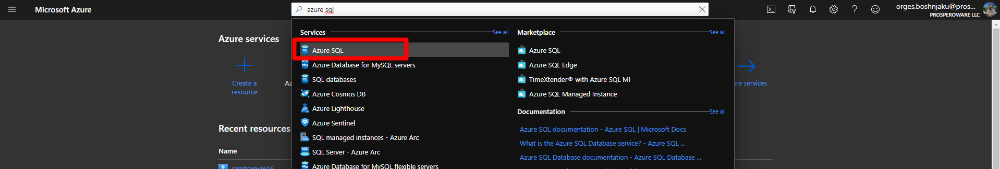 Microsoft Azure
azure sql
orges.boshnjaku@pros...
PROSPEROWARE LLC
Azure services
Create a
resource
Az
ore services
Recent resources
Name
camtrainvm16
Services
See all
Azure SQL
Azure Database for MySQL servers
SQL databases
Azure Cosmos DB
Azure Lighthouse
Azure Sentinel
SQL managed instances - Azure Arc
SQL Server - Azure Arc
Azure Database for MySQL flexible servers
Marketplace
See all
Azure SQL
Azure SQL Edge
TimeXtender® with Azure SQL MI
Azure SQL Managed Instance
Documentation
See all
Azure SQL documentation - Azure SQL | Microsoft Docs
What is the Azure SQL Database service? - Azure SQL ...
Azure SQL Database documentation - Azure SQL Database ...